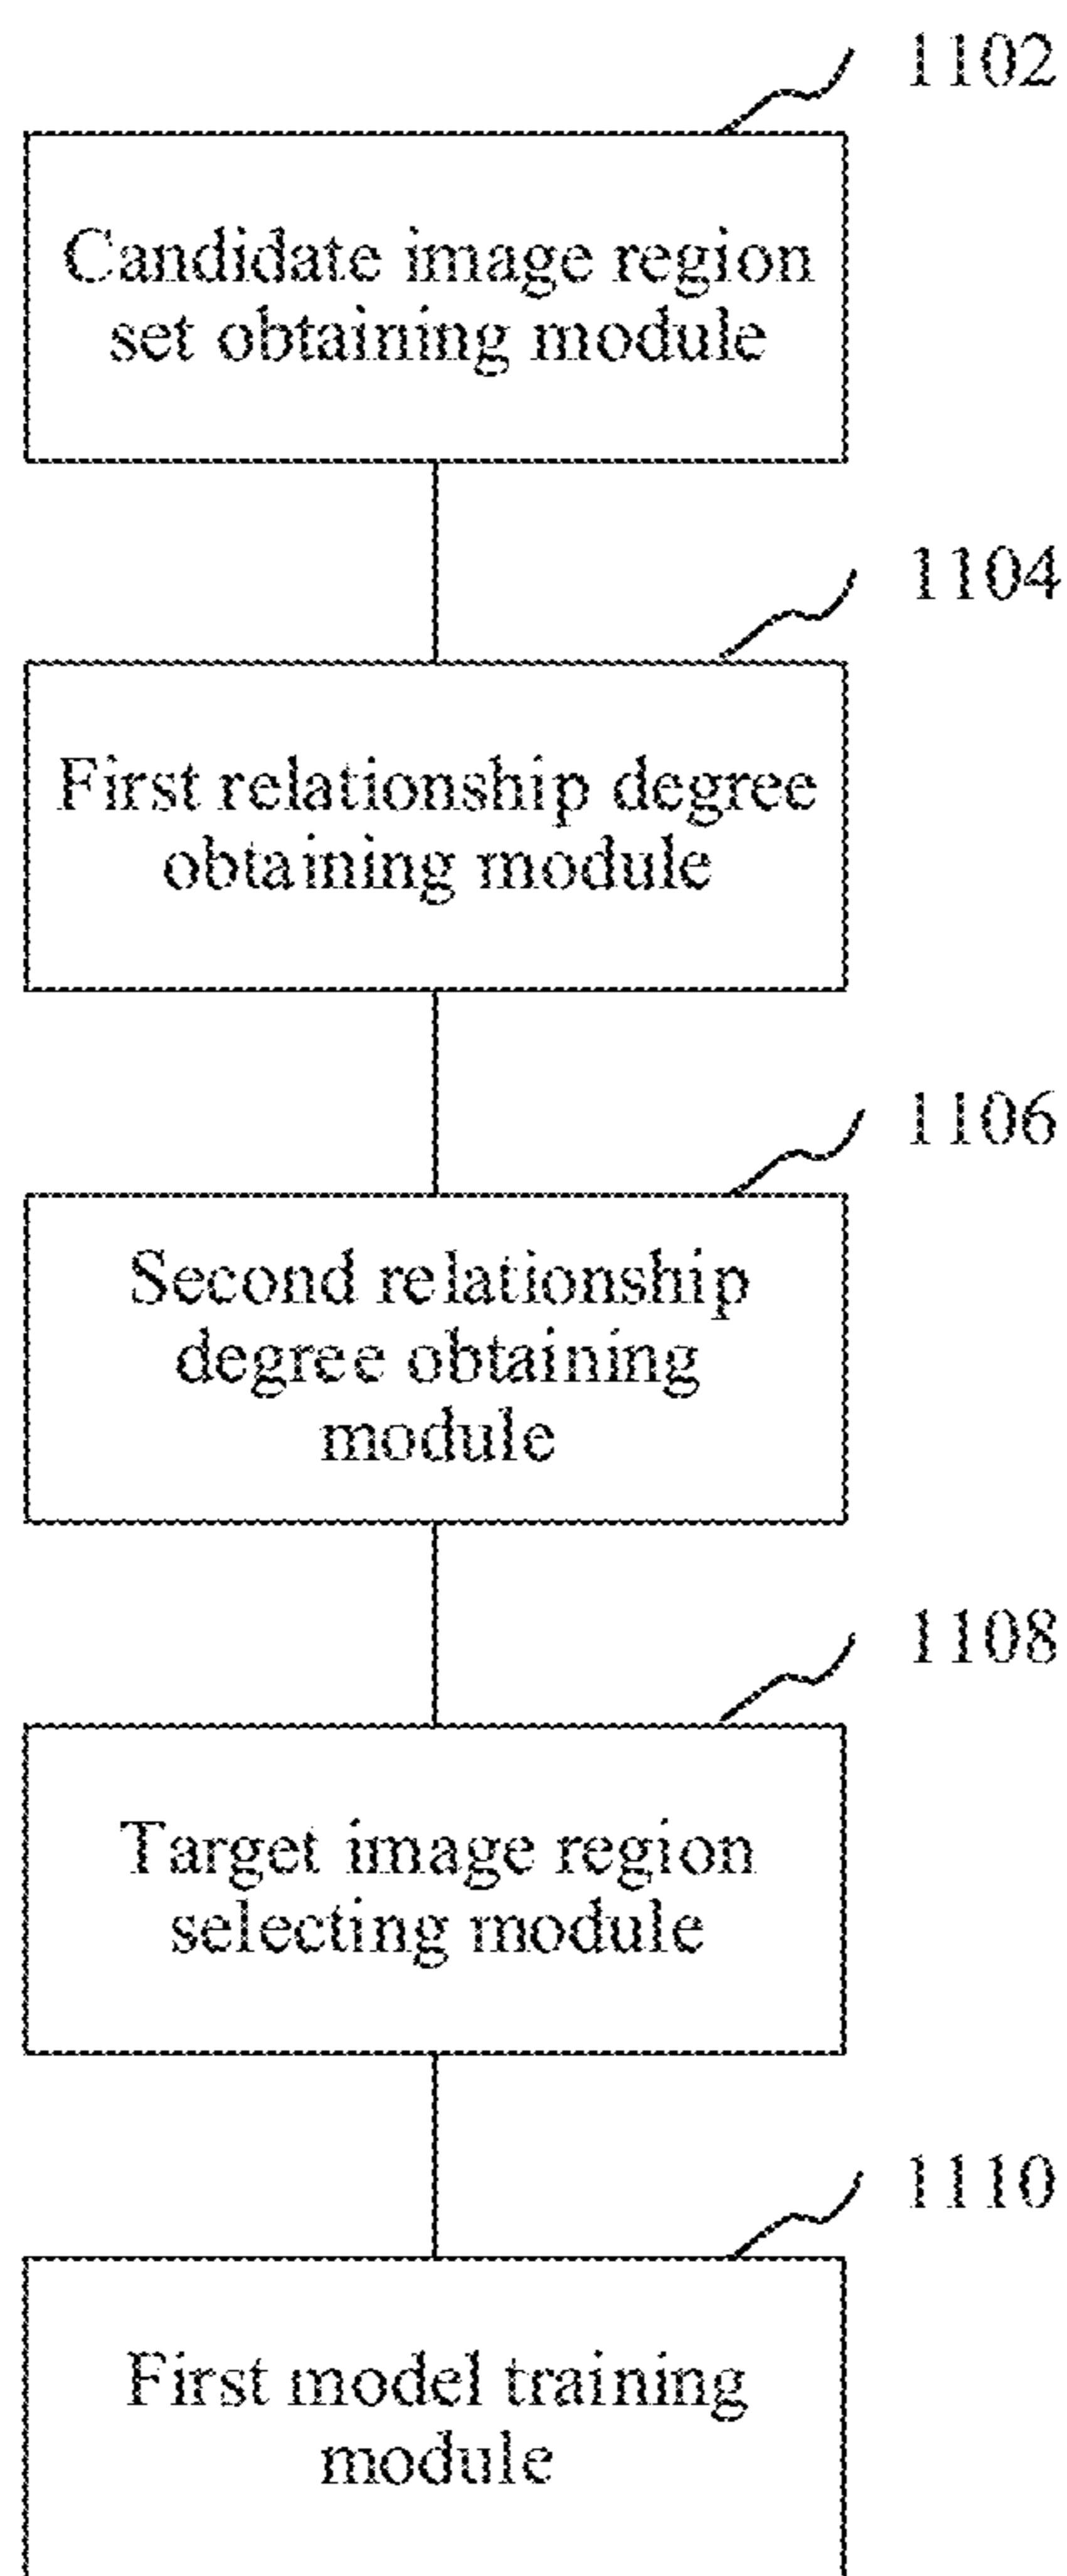 1102
Candidate image region
set obtaining module
1104
First relationship degree
obtaining module
1106
Second relationship
degree obtaining
module
1108
Target image region
selecting module
1110
First model training
module